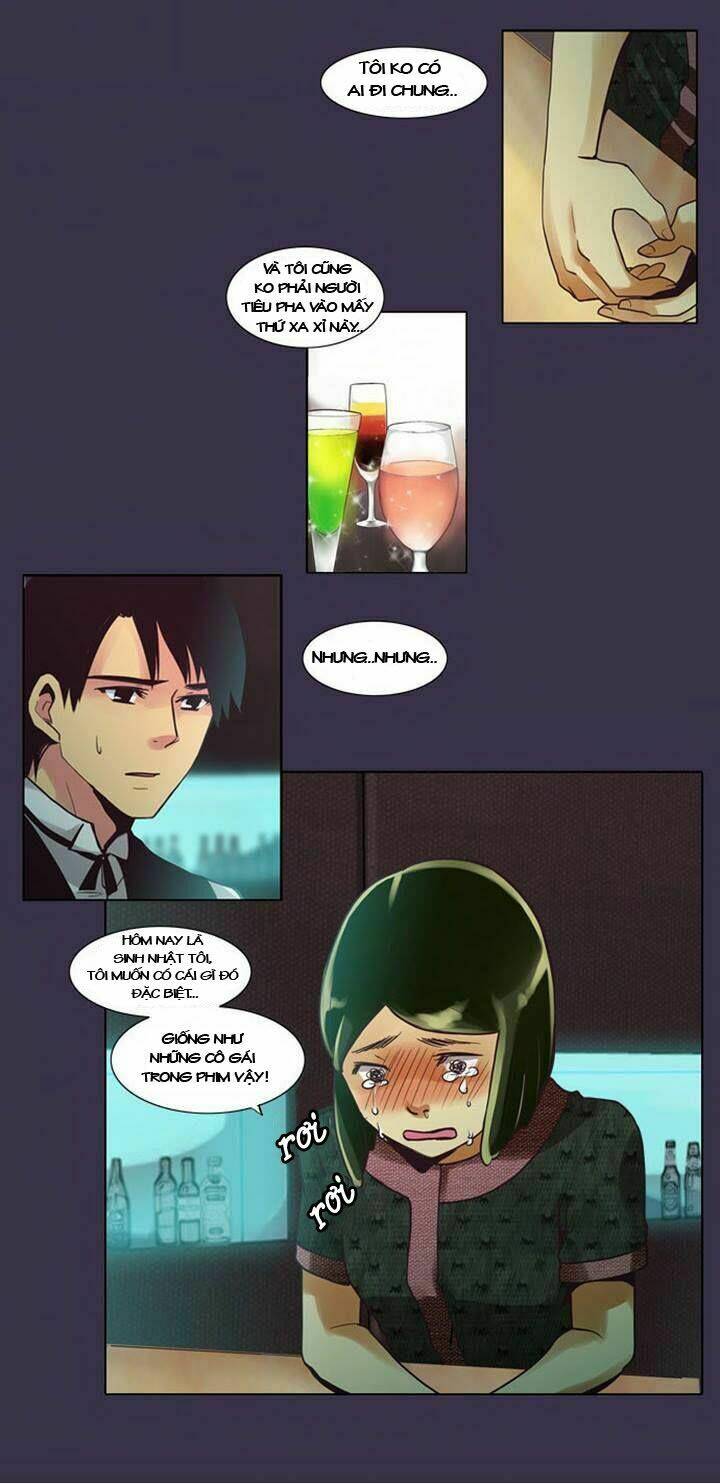 TÔI KO CÓ
AI ĐI CHUNG..
VÀ TÔI CŨNG
KO PHẢI NGƯỜI
TIÊU PHA VÀO MẤY
THỨ XA XỈ NÀY..
NHƯNG..NHƯNG..
HÔM NAY LÀ
SINH NHẬT TÔI,
TÔI MUỐN CÓ CÁI GÌ ĐÓ
ĐẶC BIỆT...
GIỐNG NHƯ
NHỮNG CÔ GÁI
TRONG PHIM VẬY!
rơi
rơi